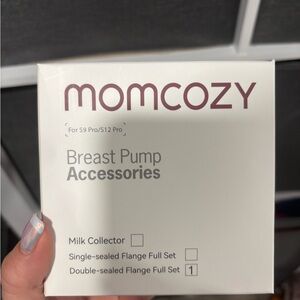 momcozy
For S9 Pro/S12 Pro
Breast Pump
Accessories
Milk Collector
Single-sealed Flange Full Set
Double-sealed Flange Full Set 1